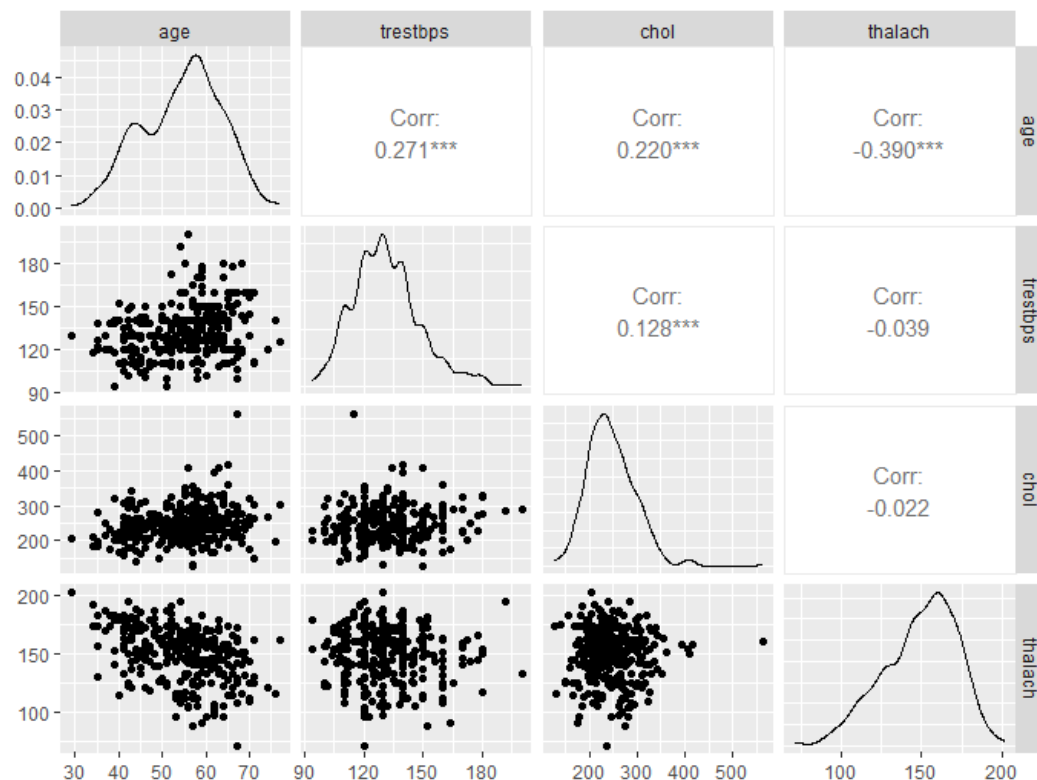 age
trestbps
chol
thalach
0.04
0.03
0.02
0.01
0.00
Corr:
0.271***
Corr:
0.220***
Corr:
-0.390***
age
180
150
120
90
Corr:
0.128***
Corr:
-0.039
trestbps
500
400
300
200
Corr:
-0.022
chol
200
150
100
thalach
30 40 50 60 70
90 120 150 180
200 300 400 500
100 150 200